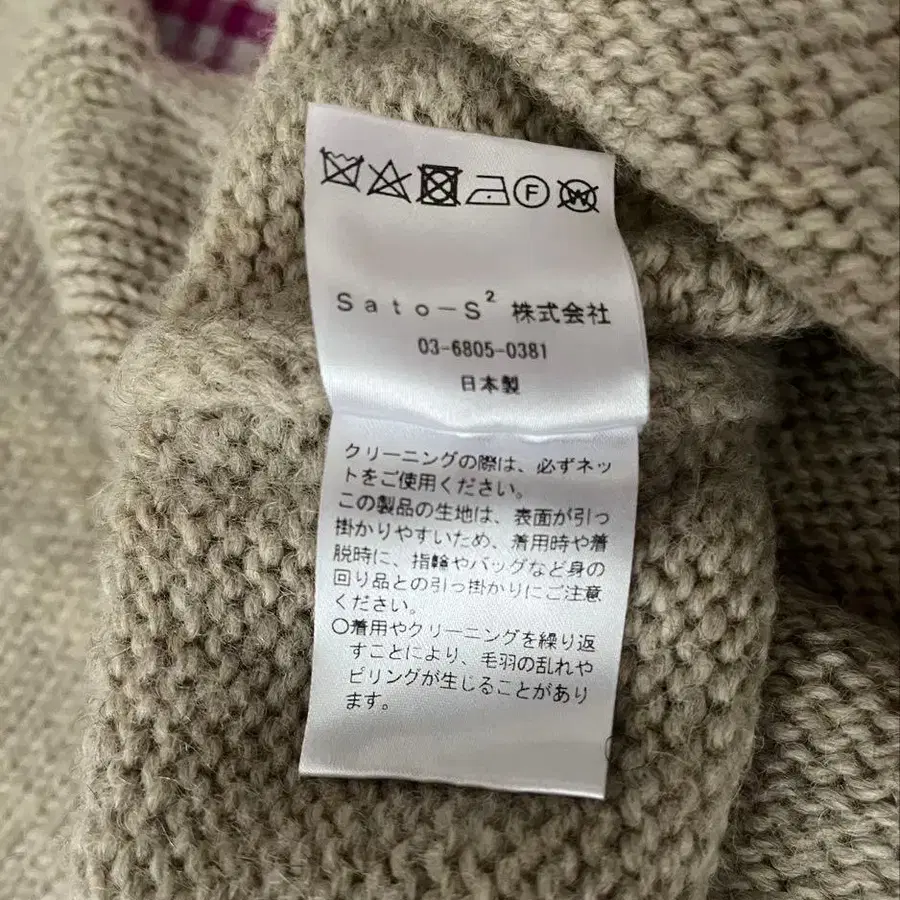 F W
Sato-S² 株式会社
03-6805-0381
日本製
クリーニングの際は、必ずネッ
トをご使用ください。
この製品の生地は、表面が引っ
掛かりやすいため、着用時や着
脱時に、指輪やバッグなど身の
回り品との引っ掛かりにご注意
ください。
○着用やクリーニングを繰り返
すことにより、毛羽の乱れや
ピリングが生じることがあり
ます。